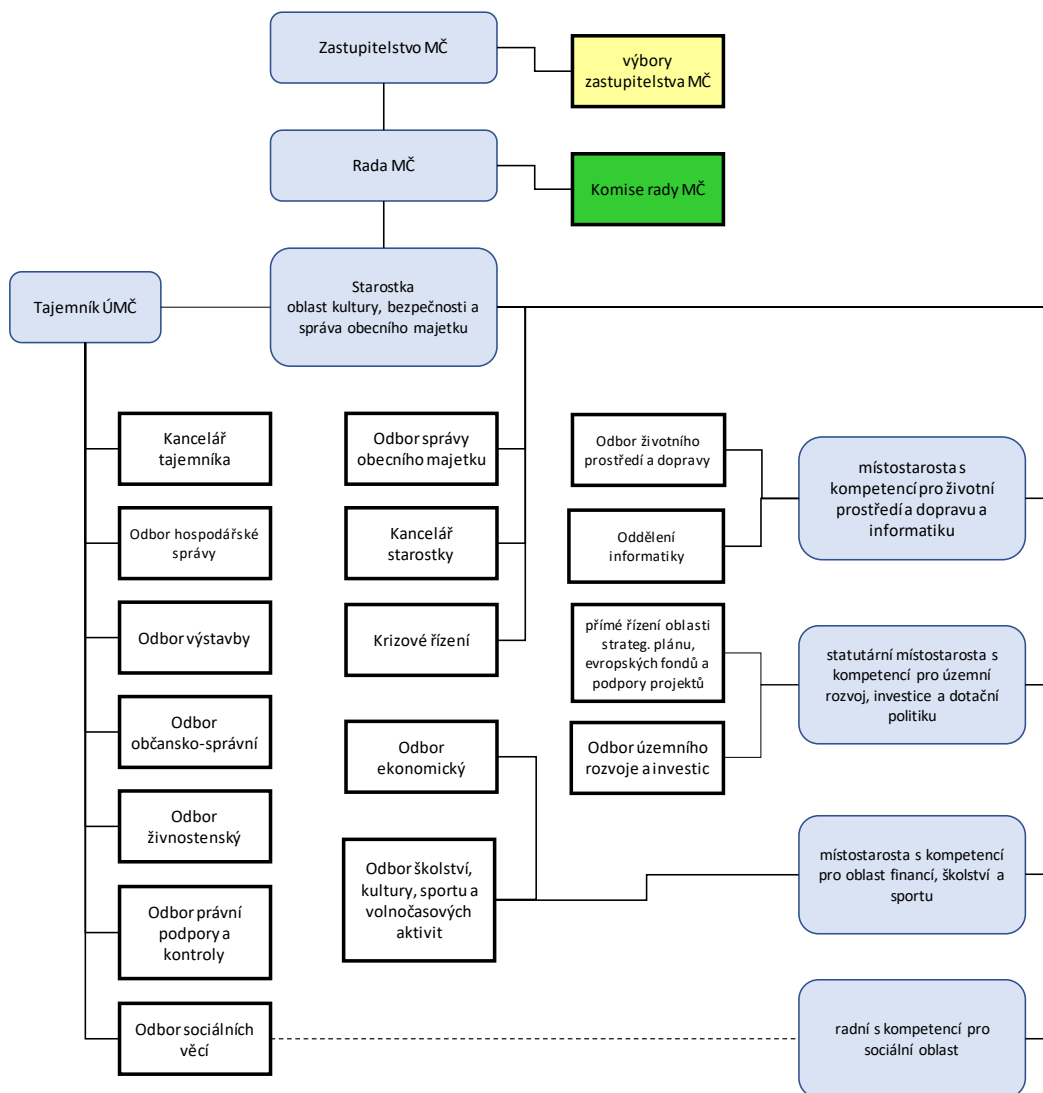 Zastupitelstvo MČ
výbory
zastupitelstva MČ
Rada MČ
Komise rady MČ
Tajemník ÚMČ
Starostka
oblast kultury, bezpečnosti a
správa obecního majetku
Kancelář
tajemníka
Odbor správy
obecního majetku
Odbor životního
prostředí a dopravy
místostarosta s
kompetencí pro životní
prostředí a dopravu a
informatiku
Odbor hospodářské
správy
Kancelář
starostky
Oddělení
informatiky
Odbor výstavby
Krizové řízení
přímé řízení oblasti
strateg. plánu,
evropských fondů a
podpory projektů
statutární místostarosta s
kompetencí pro územní
rozvoj, investice a dotační
politiku
Odbor
občansko-správní
Odbor
ekonomický
Odbor územního
rozvoje a investic
Odbor
živnostenský
Odbor školství,
kultury, sportu a
volnočasových
aktivit
místostarosta s kompetencí
pro oblast financí, školství a
sportu
Odbor právní
podpory a
kontroly
Odbor sociálních
věcí
radní s kompetencí pro
sociální oblast